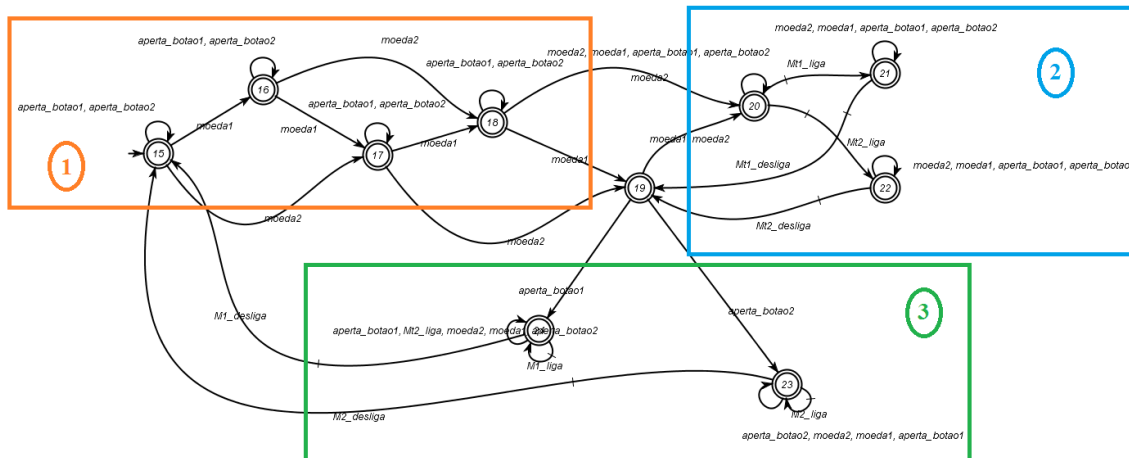 aperta_botao1, aperta_botao2
moeda2
aperta_botao1, aperta_botao2
moeda2, moeda1, aperta_botao1, aperta_botao2
moeda2
moeda2, moeda1, aperta_botao1, aperta_botao2
Mt1_liga
21
2
16
aperta_botao1, aperta_botao2
aperta_botao1, aperta_botao2
18
20
moeda1
moeda1
moeda1
moeda1
moeda1, moeda2
Mt2_liga
1
15
17
Mt1_desliga
moeda2, moeda1, aperta_botao1, aperta_botao2
19
22
moeda2
moeda2
Mt2_desliga
aperta_botao1
aperta_botao2
3
M1_desliga
aperta_botao1, Mt2_liga, moeda2, moeda1, aperta_botao2
M1_liga
23
M2_desliga
M2_liga
aperta_botao2, moeda2, moeda1, aperta_botao1